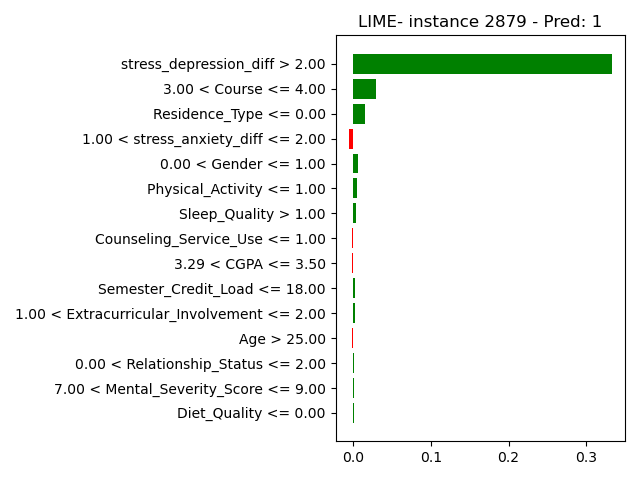 LIME- instance 2879 - Pred: 1
stress_depression_diff > 2.00
3.00 < Course <= 4.00
Residence_Type <= 0.00
1.00 < stress_anxiety_diff <= 2.00
0.00 < Gender <= 1.00
Physical_Activity <= 1.00
Sleep_Quality > 1.00
Counseling_Service_Use <= 1.00
3.29 < CGPA <= 3.50
Semester_Credit_Load <= 18.00
1.00 < Extracurricular_Involvement <= 2.00
Age > 25.00
0.00 < Relationship_Status <= 2.00
7.00 < Mental_Severity_Score <= 9.00
Diet_Quality <= 0.00
0.0 0.1 0.2 0.3